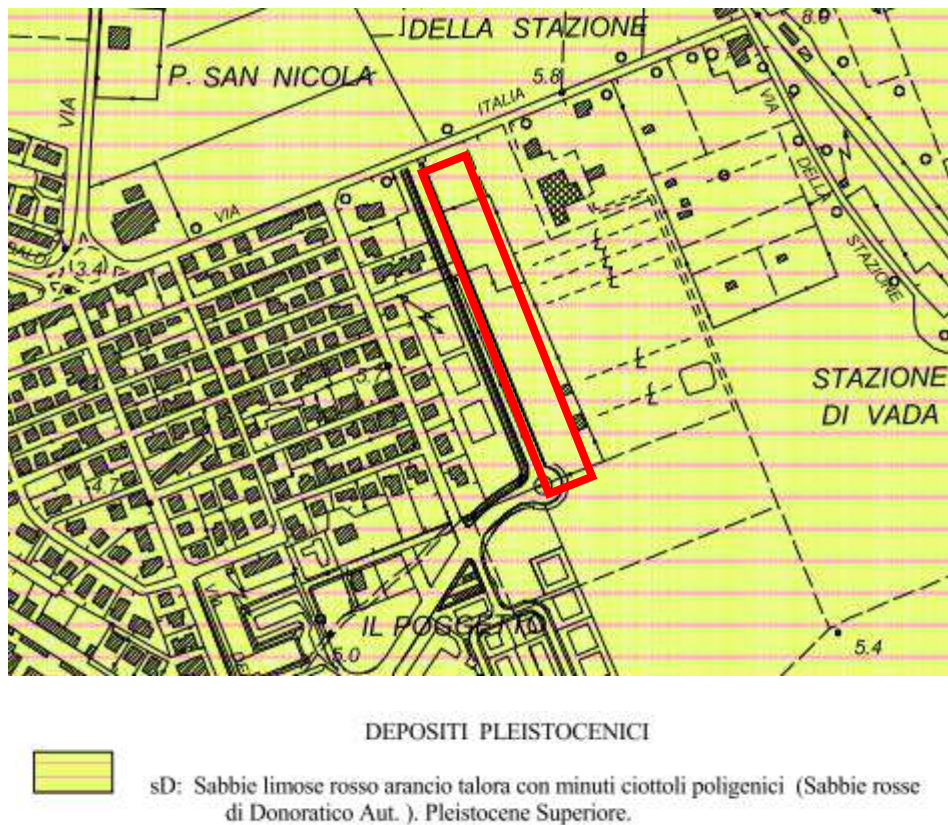 DELLA STAZIONE
8.9
P. SAN NICOLA
5.8
ITALIA
VIA
VIA
VIA
DELLA
STAZIONE
(3.4)
STAZIONE
DI VADA
4.7
IL POGGETTO
5.0
5.4
DEPOSITI PLEISTOCENICI
sD: Sabbie limose rosso arancio talora con minuti ciottoli poligenici (Sabbie rosse
di Donoratico Aut. ). Pleistocene Superiore.